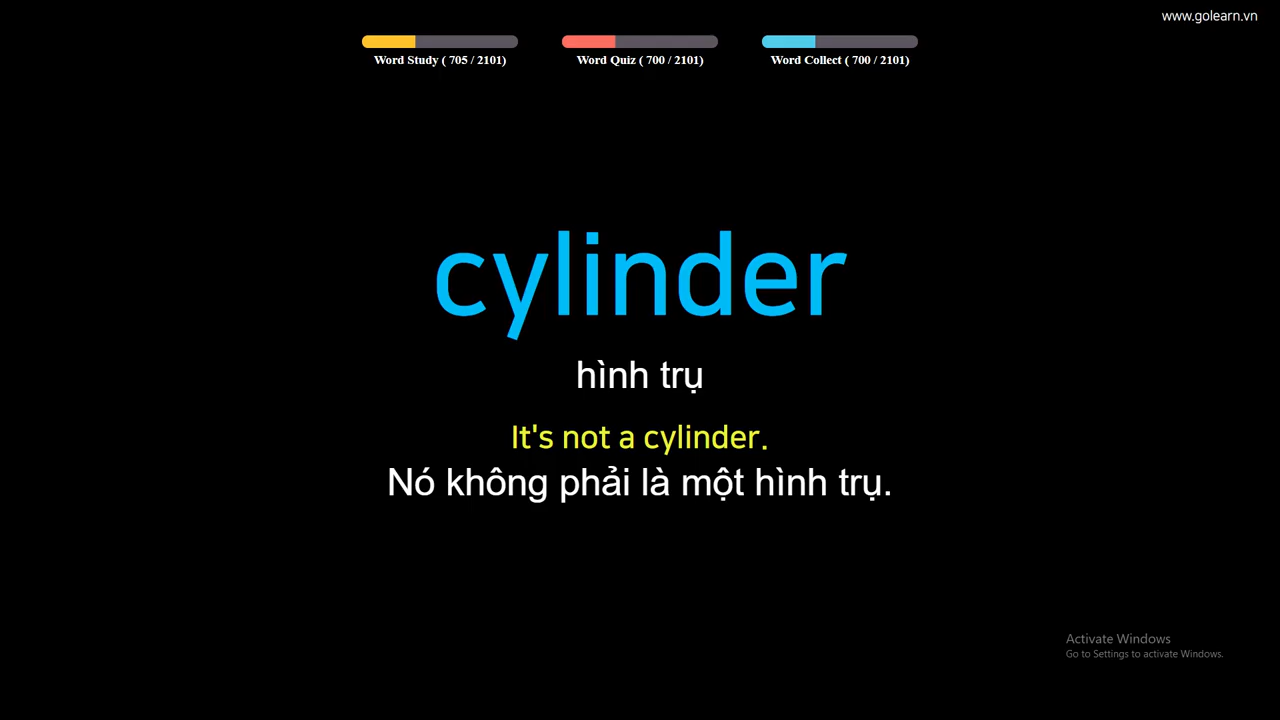 www.golearn.vn
Word Study ( 705 / 2101) Word Quiz ( 700 / 2101) Word Collect ( 700 / 2101)
cylinder
hình trụ
It's not a cylinder.
Nó không phải là một hình trụ.
Activate Windows
Go to Settings to activate Windows.